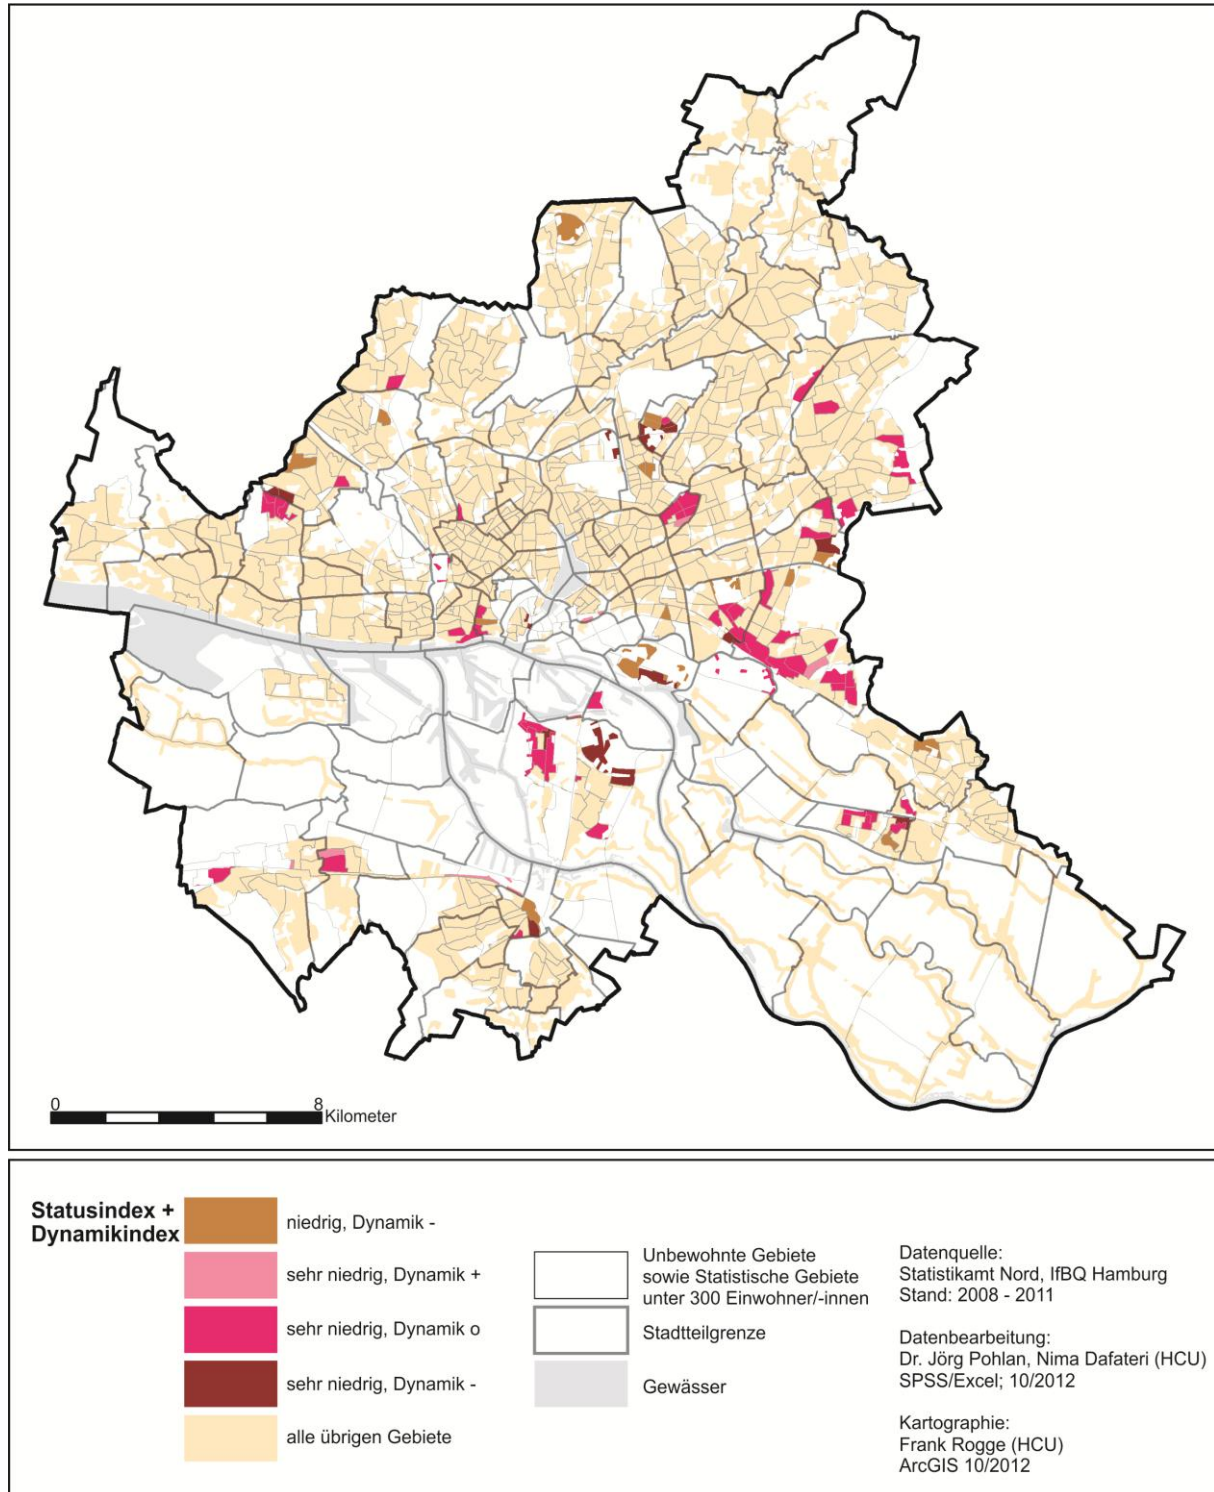 0
8
Kilometer
Statusindex +
Dynamikindex
niedrig, Dynamik -
sehr niedrig, Dynamik +
sehr niedrig, Dynamik o
sehr niedrig, Dynamik -
alle übrigen Gebiete
Unbewohnte Gebiete
sowie Statistische Gebiete
unter 300 Einwohner/-innen
Stadtteilgrenze
Gewässer
Datenquelle:
Statistikamt Nord, IfBQ Hamburg
Stand: 2008 - 2011
Datenbearbeitung:
Dr. Jörg Pohlan, Nima Dafateri (HCU)
SPSS/Excel; 10/2012
Kartographie:
Frank Rogge (HCU)
ArcGIS 10/2012